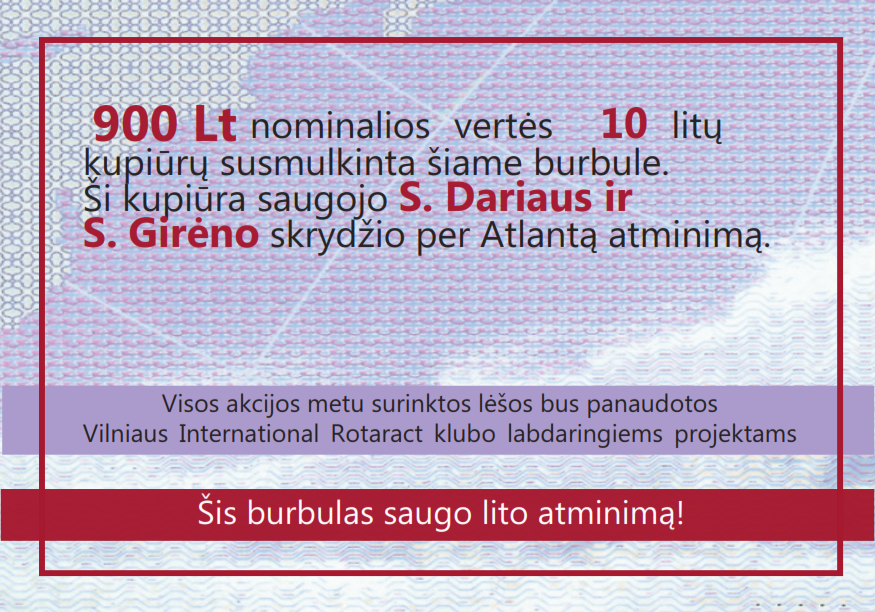 900 Lt nominalios vertės 10 litų
kupiūrų susmulkinta šiame burbule.
Ši kupiūra saugojo S. Dariaus ir
S. Girėno skrydžio per Atlantą atminimą.
Visos akcijos metu surinktos lėšos bus panaudotos
Vilniaus International Rotaract klubo labdaringiems projektams
Šis burbulas saugo lito atminimą!